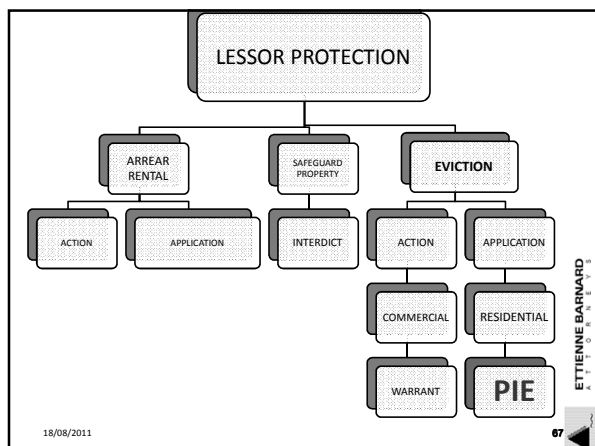 LESSOR PROTECTION
ARREAR
RENTAL
SAFEGUARD
PROPERTY
EVICTION
ACTION
APPLICATION
INTERDICT
ACTION
APPLICATION
COMMERCIAL
RESIDENTIAL
WARRANT
PIE
ETTIENNE BARNARD
ATTORNEYS
18/08/2011
67